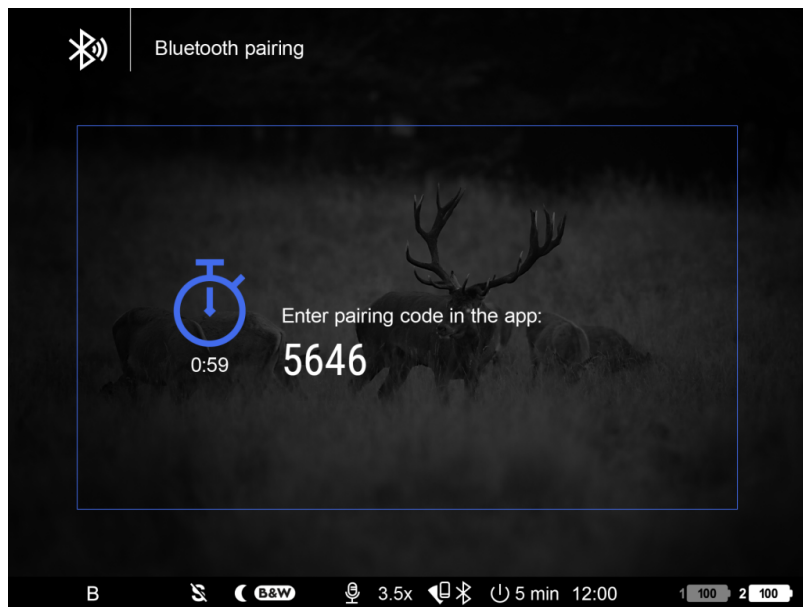 Bluetooth pairing
Enter pairing code in the app:
0:59
5646
B B&W 3.5x 5 min 12:00 1 100 2 100